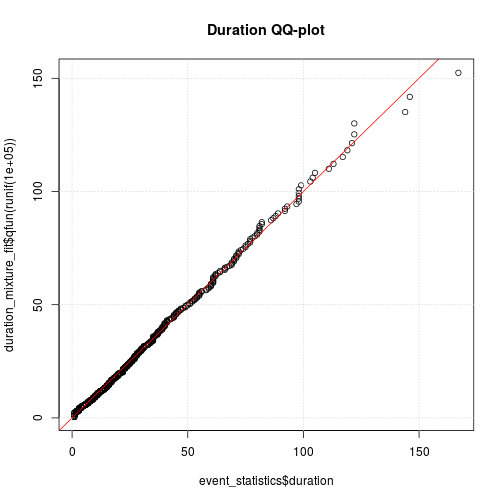 Duration QQ-plot
duration_mixture_fit$qfun(runif(1e+05))
150
100
50
0
0 50 100 150
event_statistics$duration